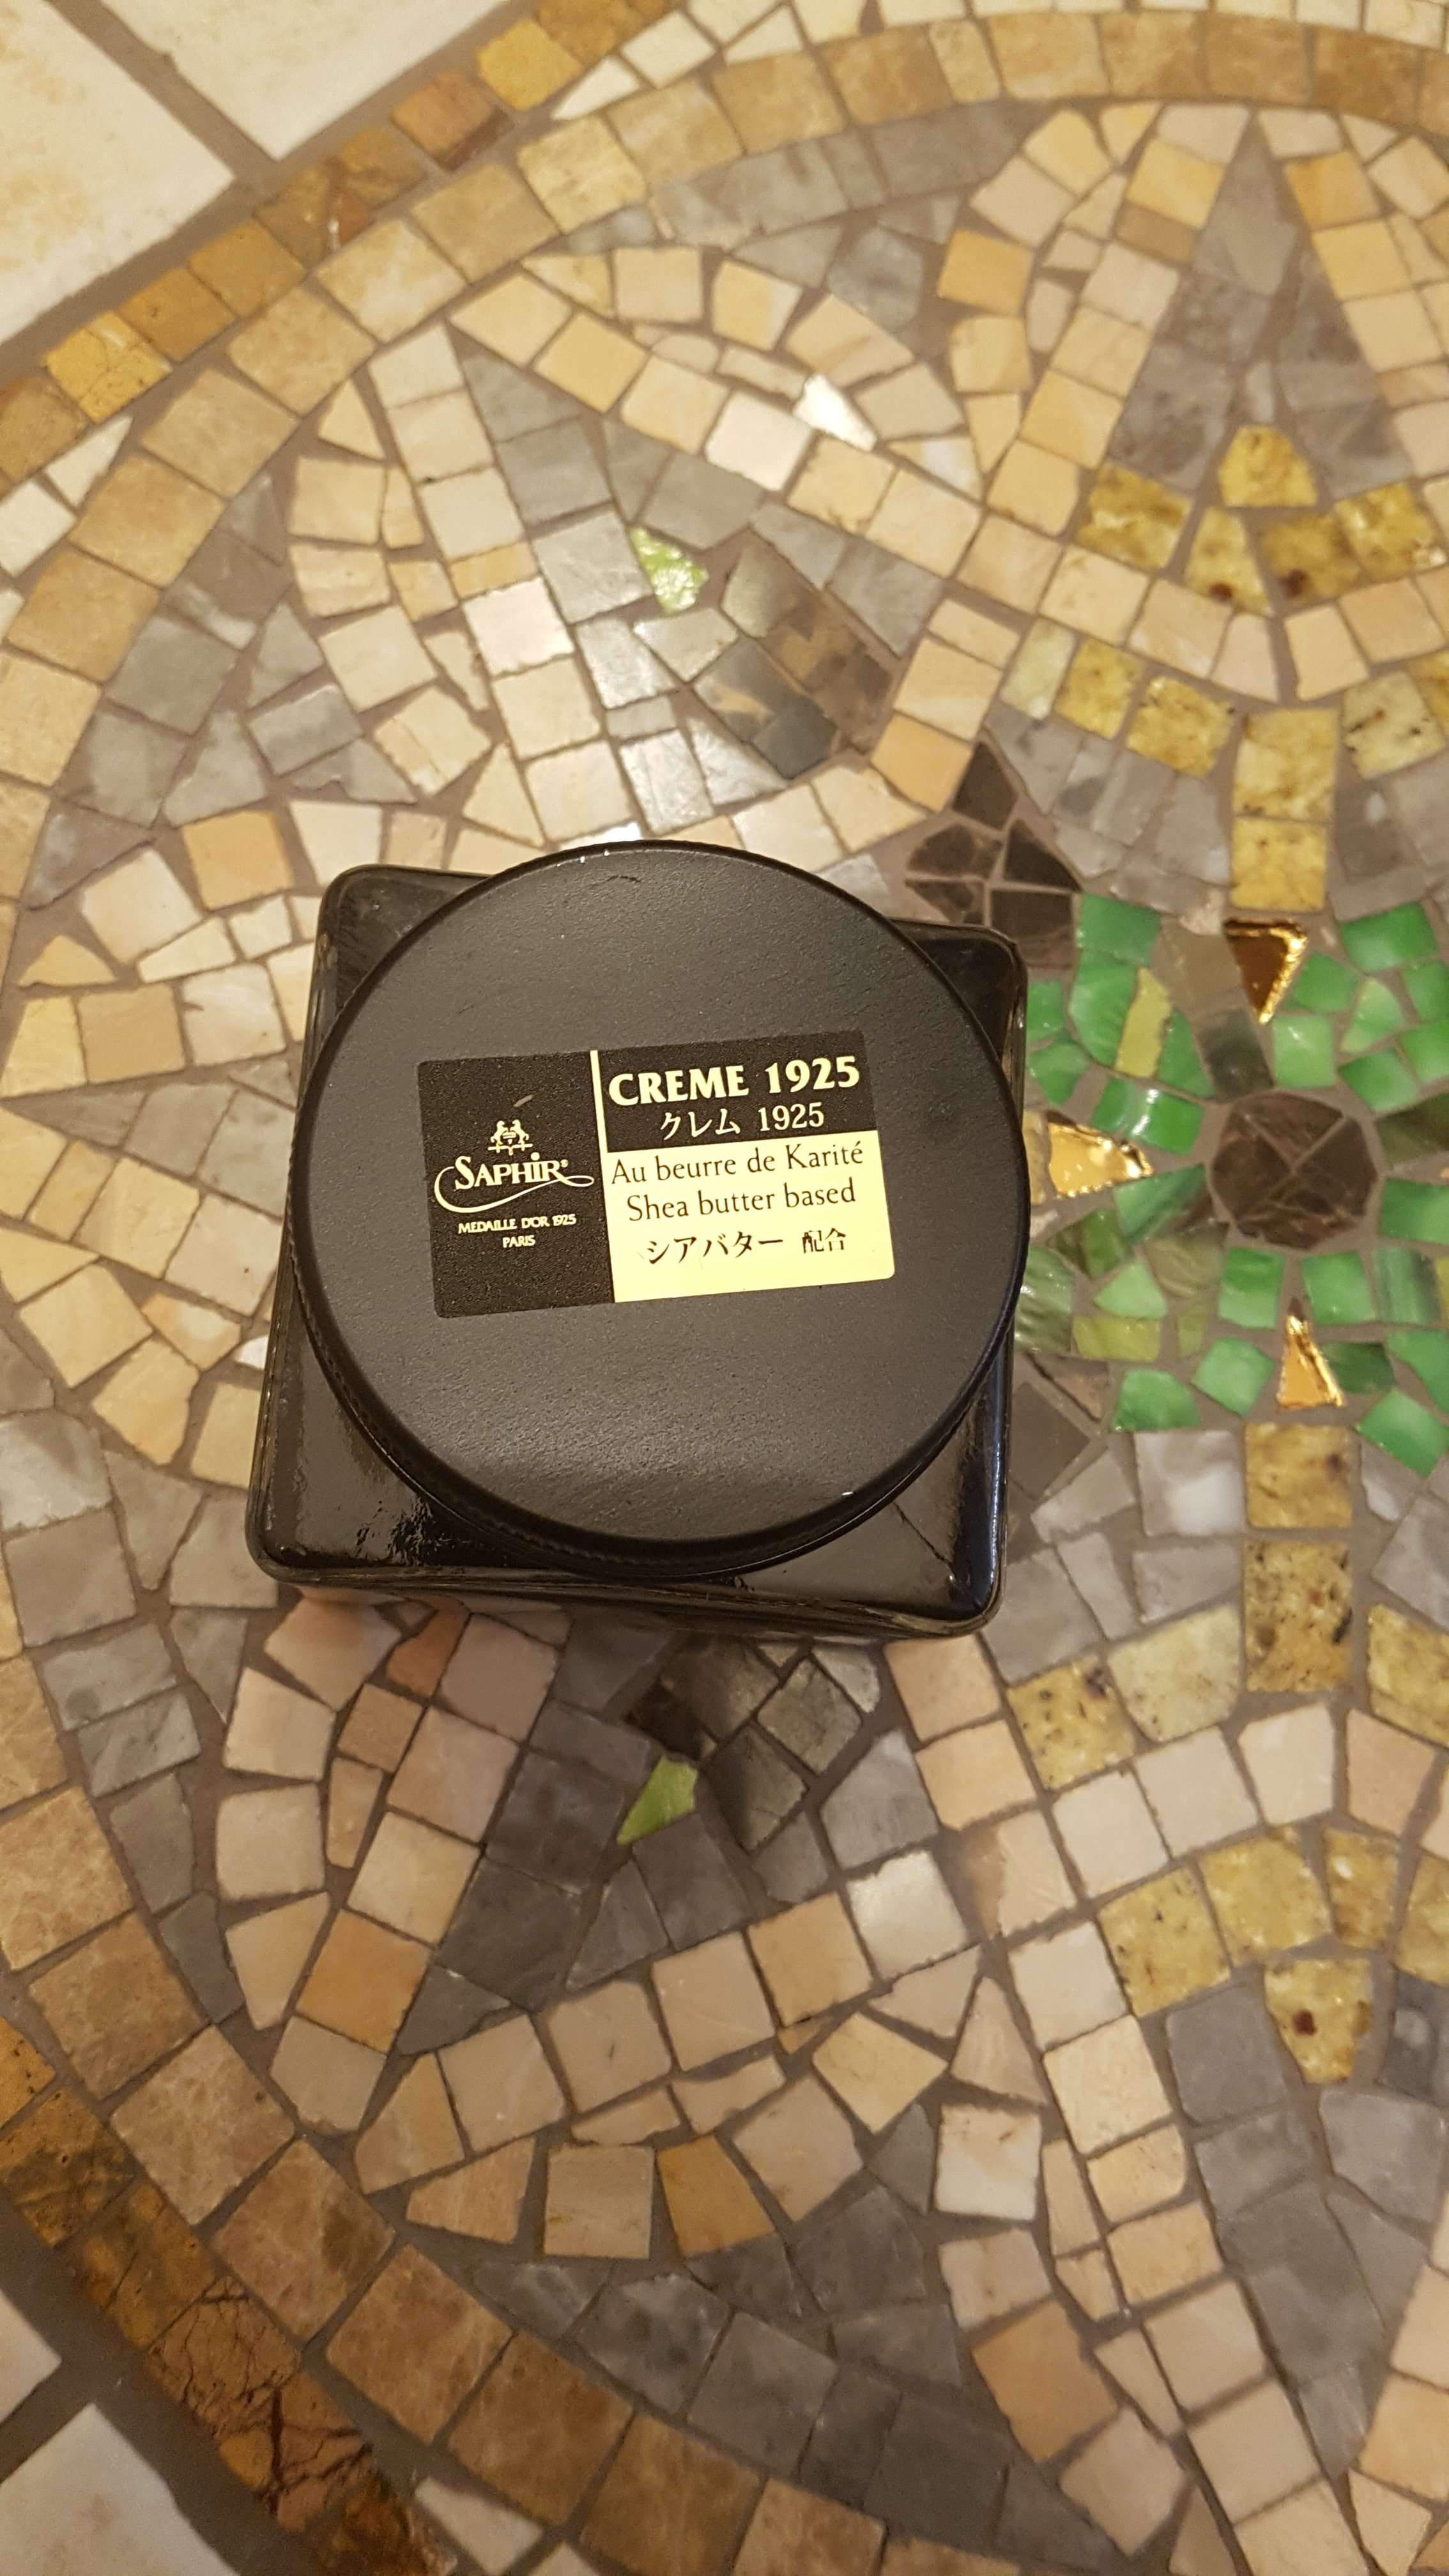 SAPHIR®
MEDAILLE D'OR 1925
PARIS
CREME 1925
クレム 1925
Au beurre de Karité
Shea butter based
シアバター 配合